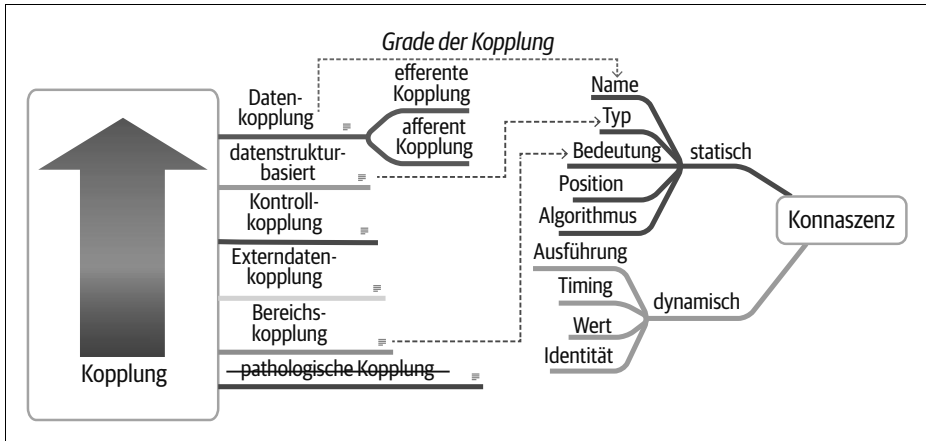 Grade der Kopplung
Daten-
kopplung
efferente
Kopplung
afferent
Kopplung
datenstruktur-
basiert
Kontroll-
kopplung
Externdaten-
kopplung
Bereichs-
kopplung
pathologische Kopplung
Kopplung
Name
Typ
Bedeutung
Position
Algorithmus
statisch
Ausführung
Timing
Wert
Identität
dynamisch
Konnaszenz